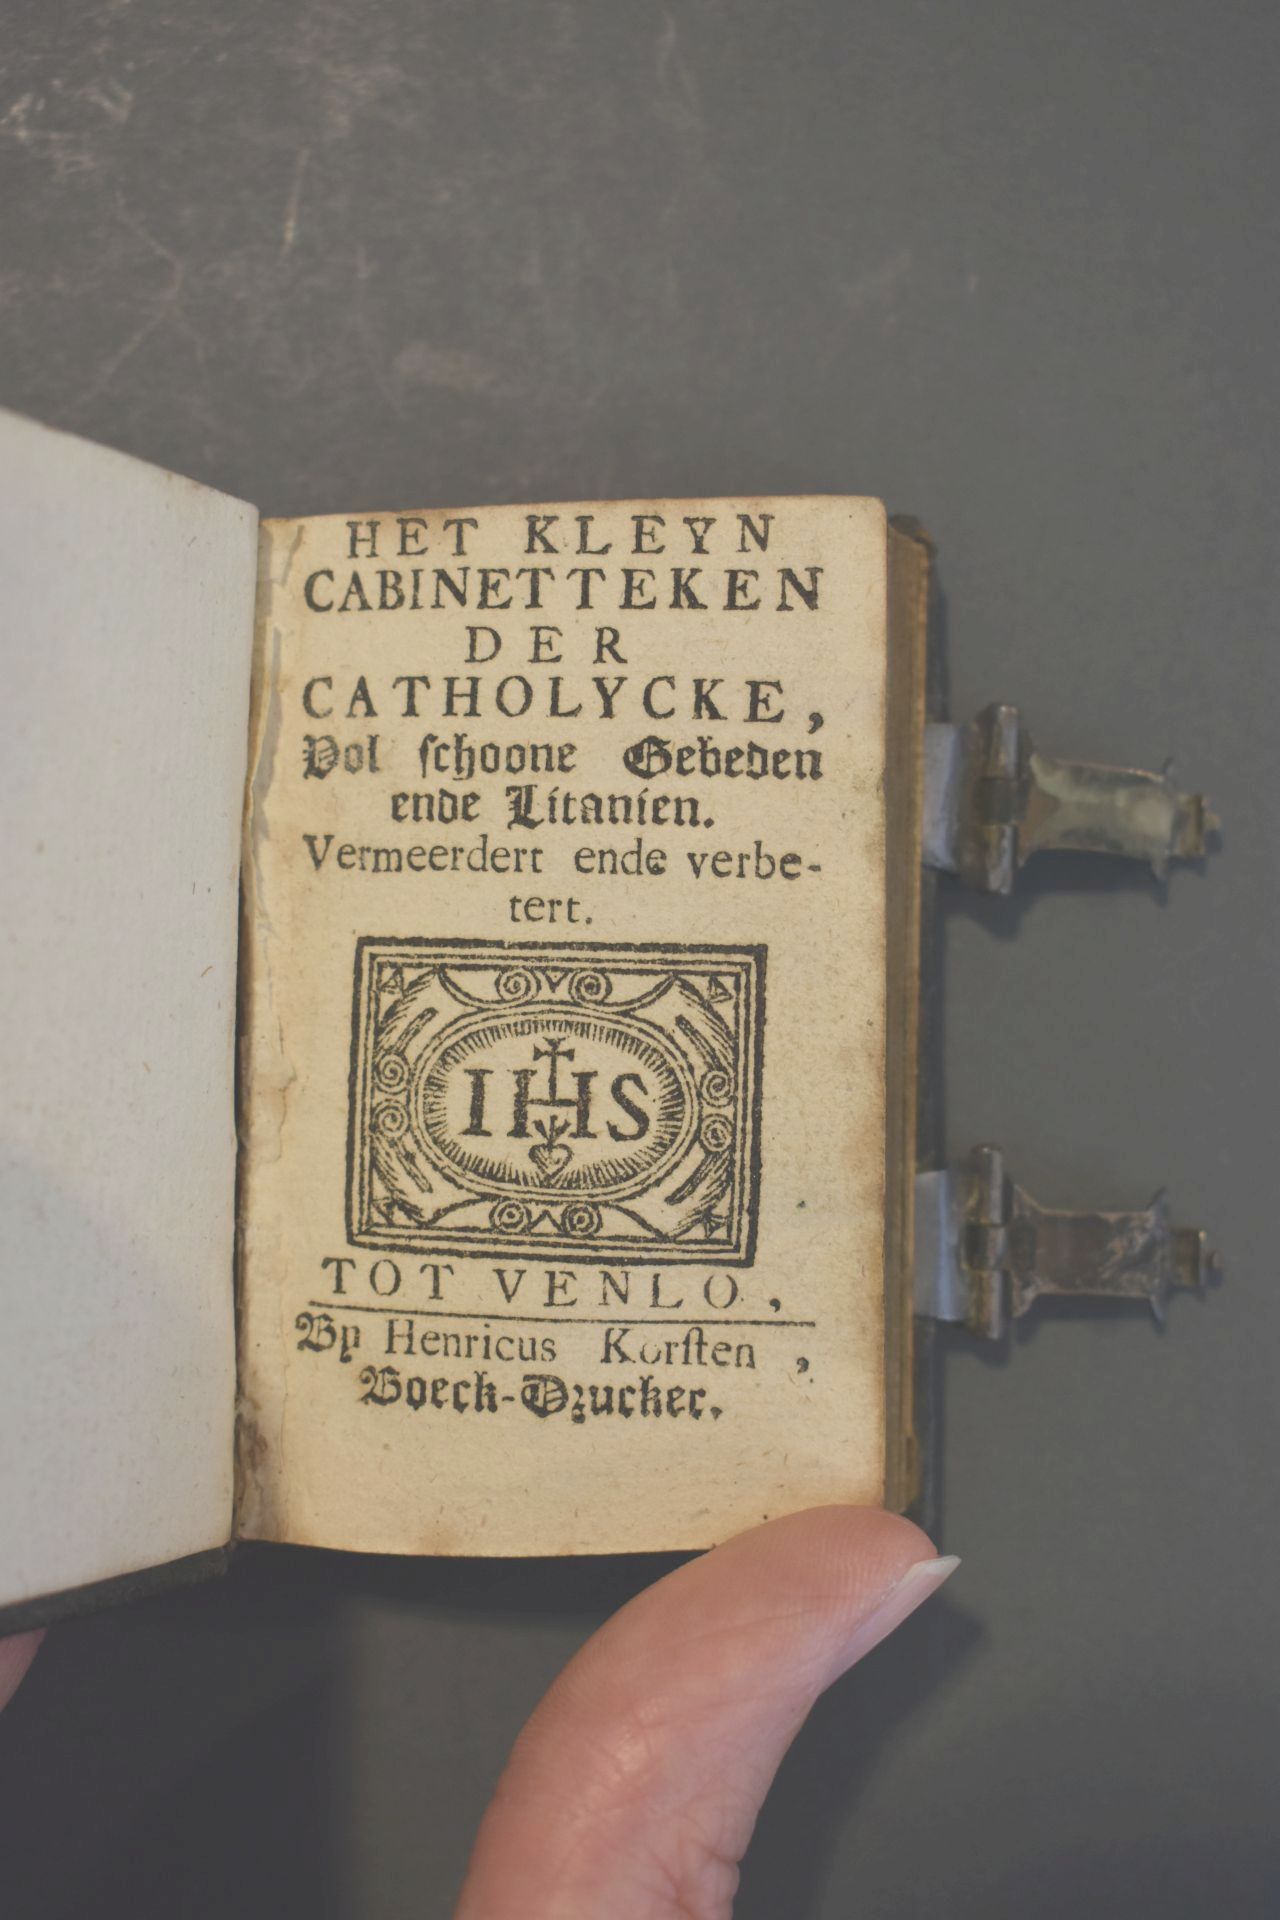 HET KLEYN
CABINETTEKEN
DER
CATHOLYCKE,
Vol ſchoone Gebeden
ende Litanien.
Vermeerdert ende verbe-
tert.
IHS
TOT VENLO,
By Henricus Korſten,
Boeck-Dꝛucker.